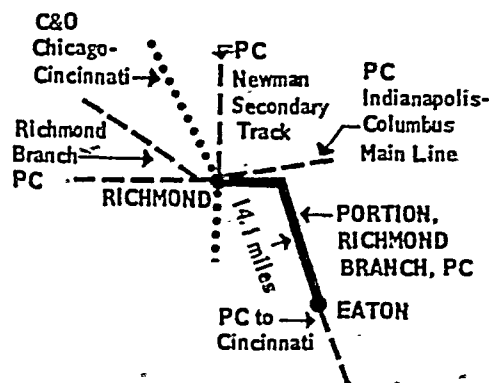 C&O
Chicago-
Cincinnati
PC
Newman
Secondary
Track
PC
Indianapolis-
Columbus
Main Line
Richmond
Branch
PC
RICHMOND
14.1 miles
PORTION,
RICHMOND
BRANCH, PC
EATON
PC to
Cincinnati